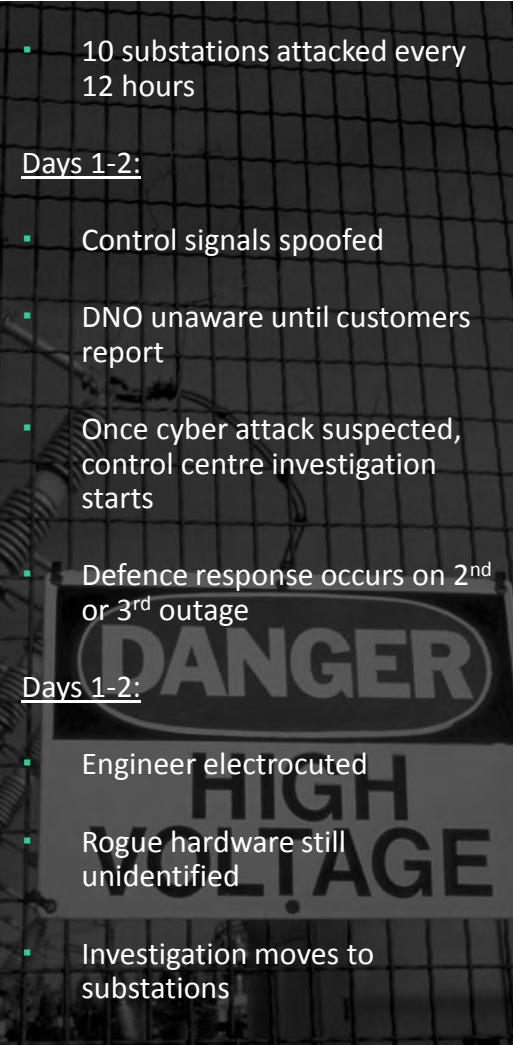 ▪ 10 substations attacked every
12 hours
Days 1-2:
▪ Control signals spoofed
▪ DNO unaware until customers
report
▪ Once cyber attack suspected,
control centre investigation
starts
▪ Defence response occurs on 2nd
or 3rd outage
DANGER
Days 1-2:
▪ Engineer electrocuted
HIGH
▪ Rogue hardware still
unidentified
VOLTAGE
▪ Investigation moves to
substations